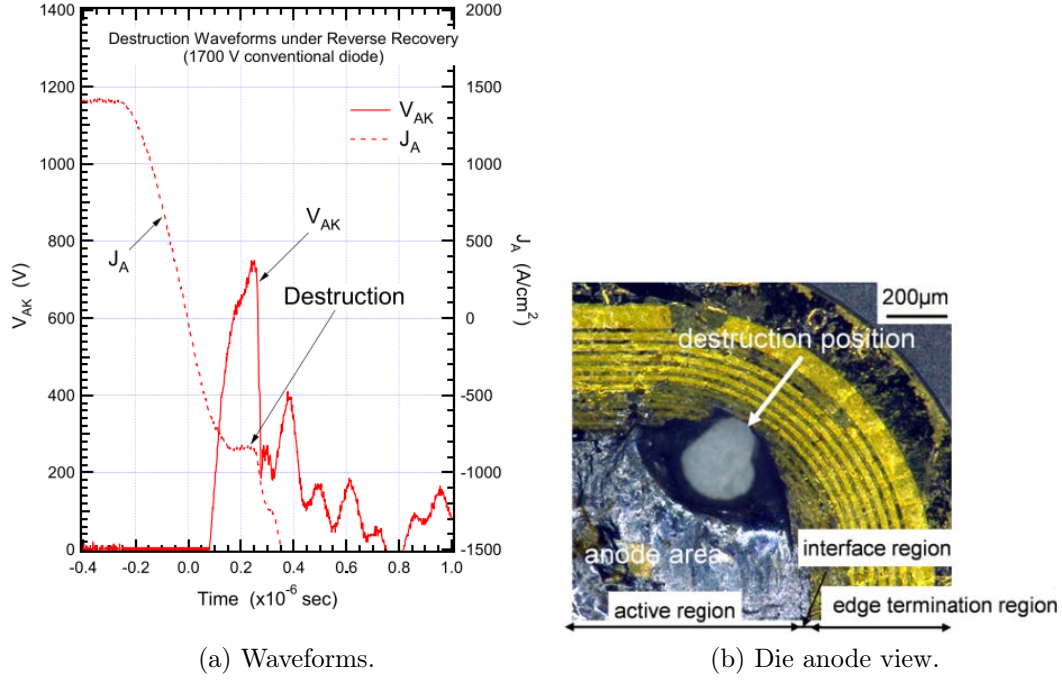 Destruction Waveforms under Reverse Recovery
(1700 V conventional diode)
V_AK
J_A
1400
1200
1000
800
600
400
200
0
V_AK (V)
2000
1500
1000
500
0
-500
-1000
-1500
J_A (A/cm²)
V_AK
J_A
Destruction
-0.4 -0.2 0.0 0.2 0.4 0.6 0.8 1.0
Time (x10⁻⁶ sec)
(a) Waveforms.
200µm
destruction position
anode area
interface region
active region
edge termination region
(b) Die anode view.